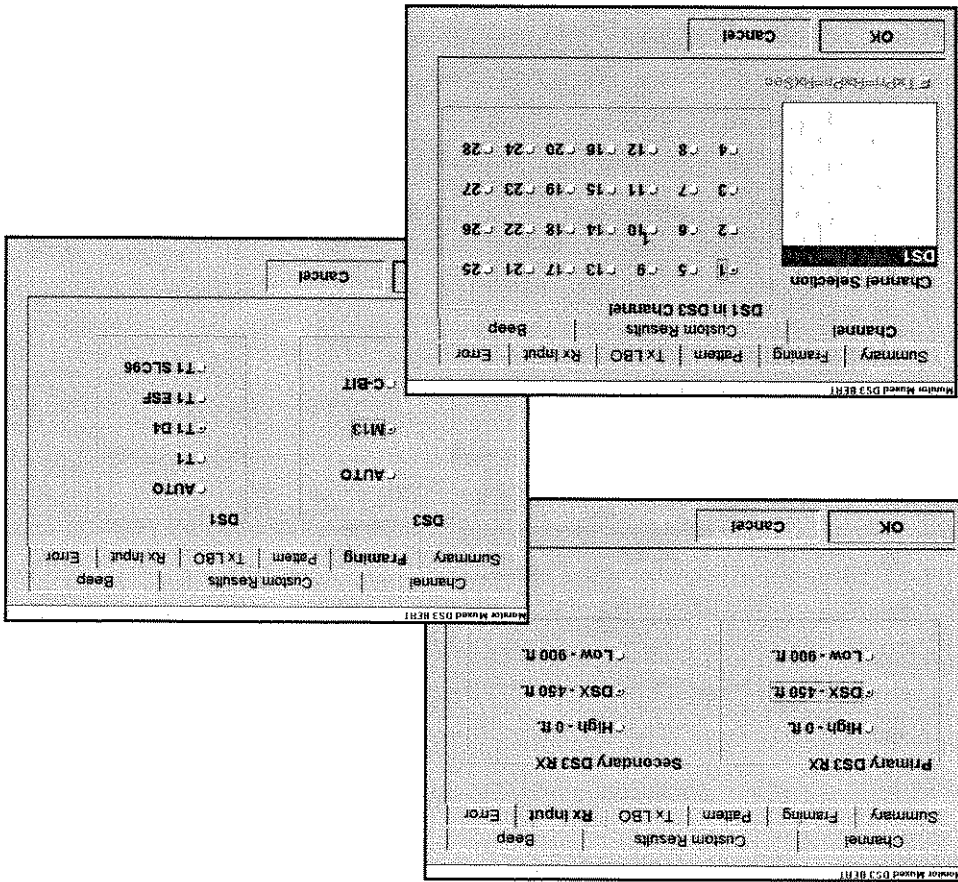 Monitor Muxed DS3 BERT
Channel Custom Results Beep
Summary Framing Pattern Tx LBO Rx Input Error
Primary DS3 RX Secondary DS3 RX
High - 0 ft. High - 0 ft.
DSX - 450 ft. DSX - 450 ft.
Low - 900 ft. Low - 900 ft.
OK Cancel
Monitor Muxed DS3 BERT
Channel Custom Results Beep
Summary Framing Pattern Tx LBO Rx Input Error
DS3 DS1
AUTO AUTO
M13 T1
C-BIT T1 D4
T1 ESF
T1 SLC96
Cancel
Monitor Muxed DS3 BERT
Summary Framing Pattern Tx LBO Rx Input Error
Channel Custom Results Beep
DS1 in DS3 Channel
Channel Selection
DS1
1 5 9 13 17 21 25
2 6 10 14 18 22 26
3 7 11 15 19 23 27
4 8 12 16 20 24 28
OK Cancel